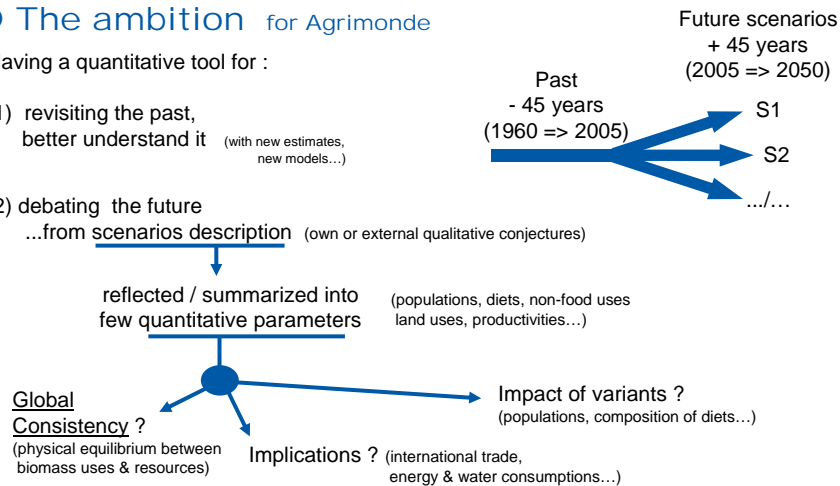 The ambition for Agrimonde
aving a quantitative tool for :
1) revisiting the past,
better understand it (with new estimates,
new models…)
Past
- 45 years
(1960 => 2005)
Future scenarios
+ 45 years
(2005 => 2050)
S1
S2
.../…
2) debating the future
...from scenarios description (own or external qualitative conjectures)
reflected / summarized into
few quantitative parameters
(populations, diets, non-food uses
land uses, productivities…)
Global
Consistency ?
(physical equilibrium between
biomass uses & resources)
Implications ? (international trade,
energy & water consumptions…)
Impact of variants ?
(populations, composition of diets…)